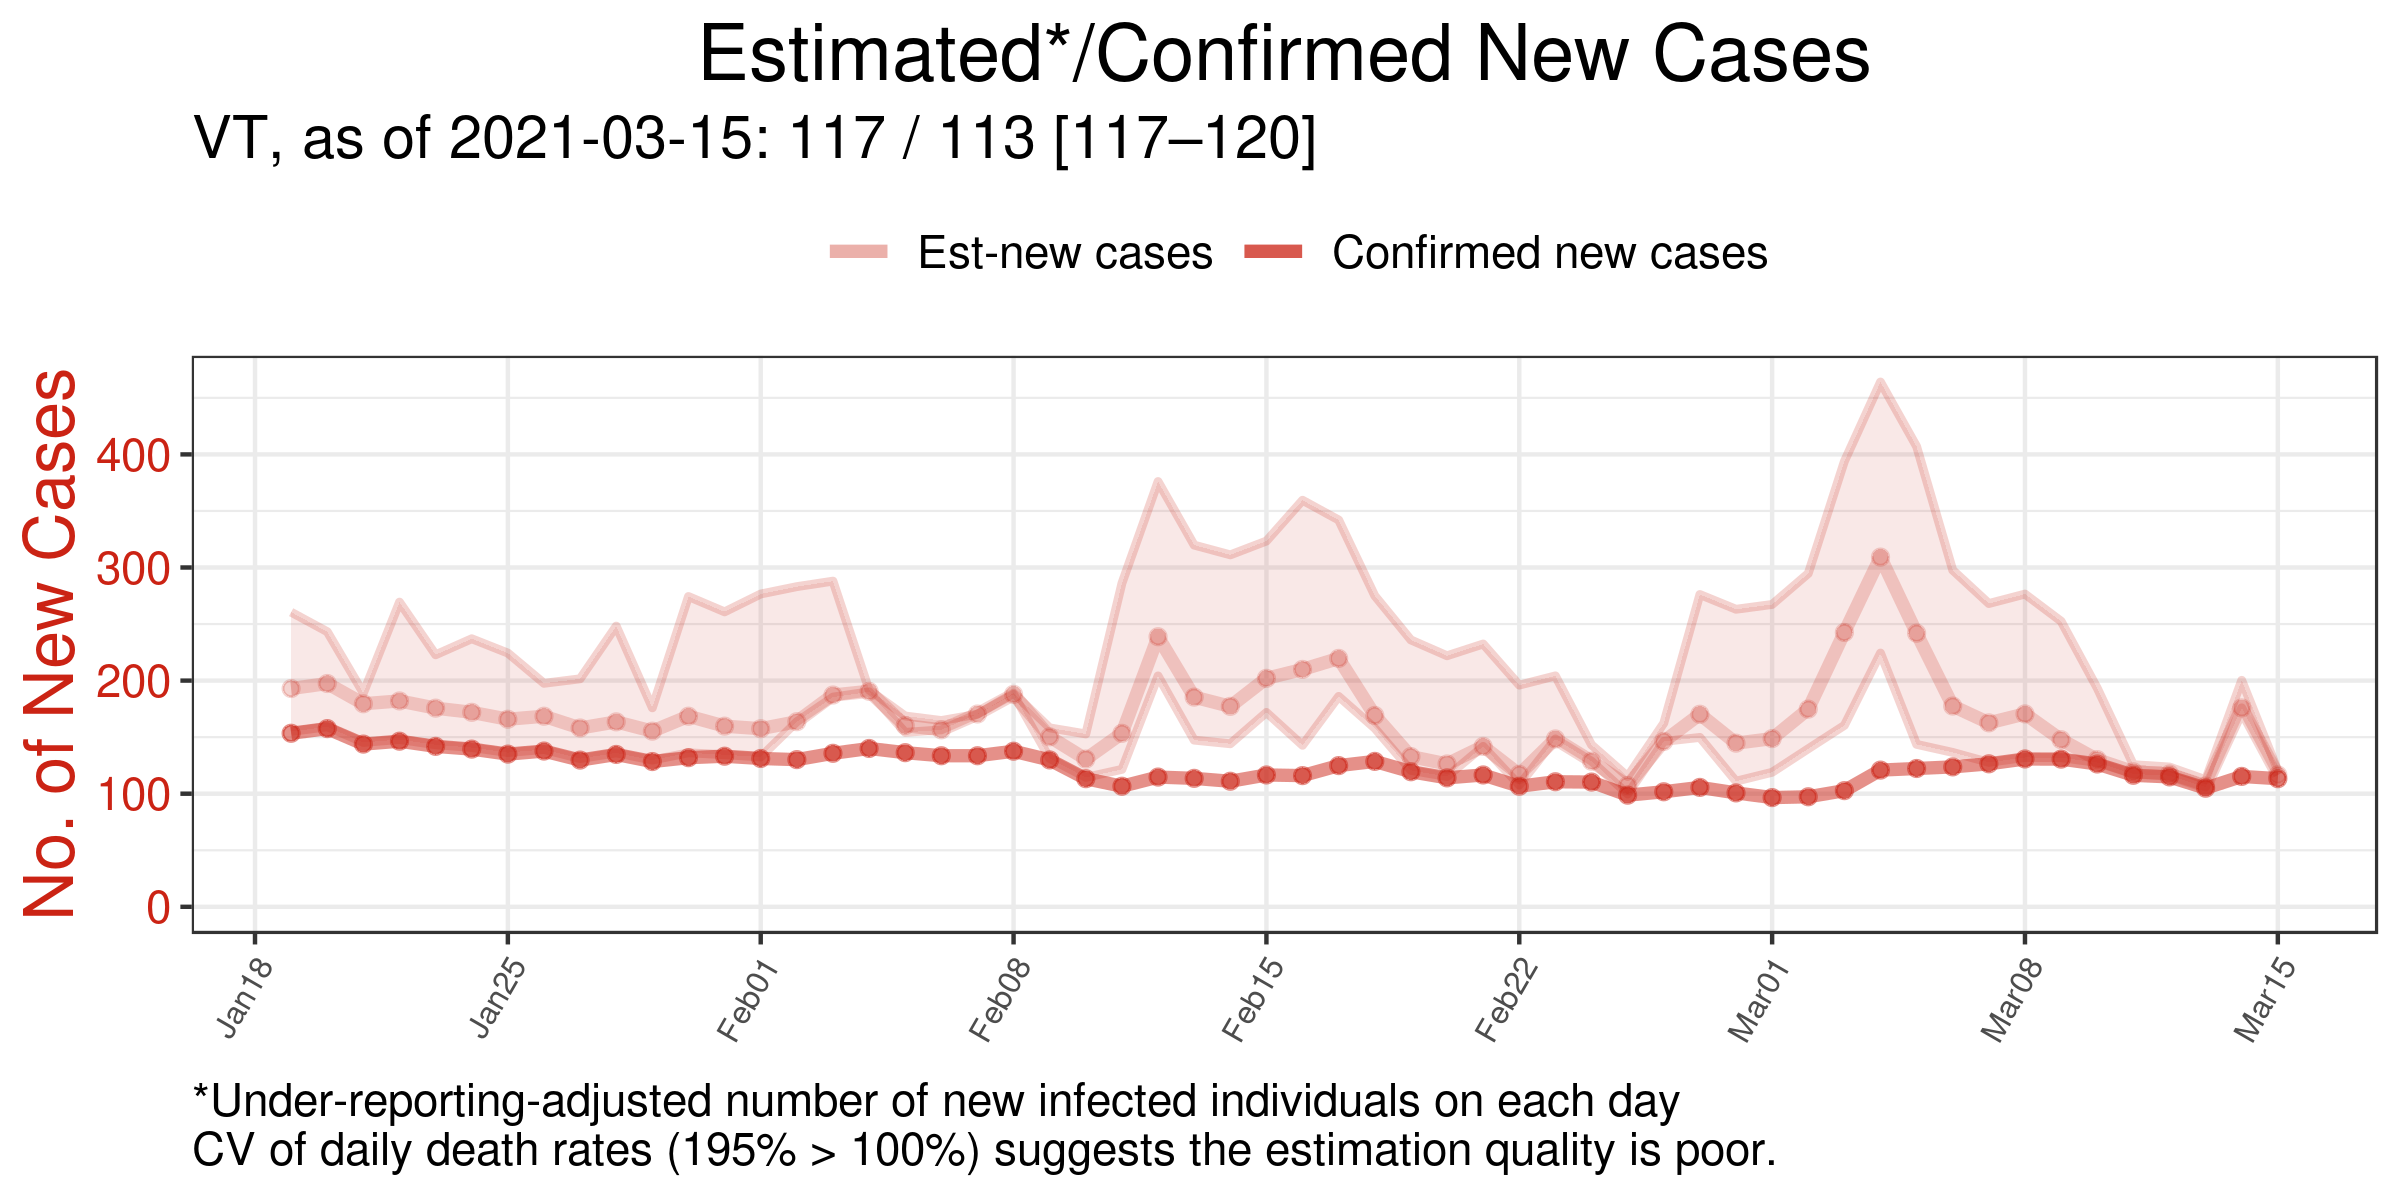 Estimated*/Confirmed New Cases
VT, as of 2021-03-15: 117 / 113 [117–120]
Est-new cases
Confirmed new cases
No. of New Cases
400
300
200
100
0
Jan18
Jan25
Feb01
Feb08
Feb15
Feb22
Mar01
Mar08
Mar15
*Under-reporting-adjusted number of new infected individuals on each day
CV of daily death rates (195% > 100%) suggests the estimation quality is poor.